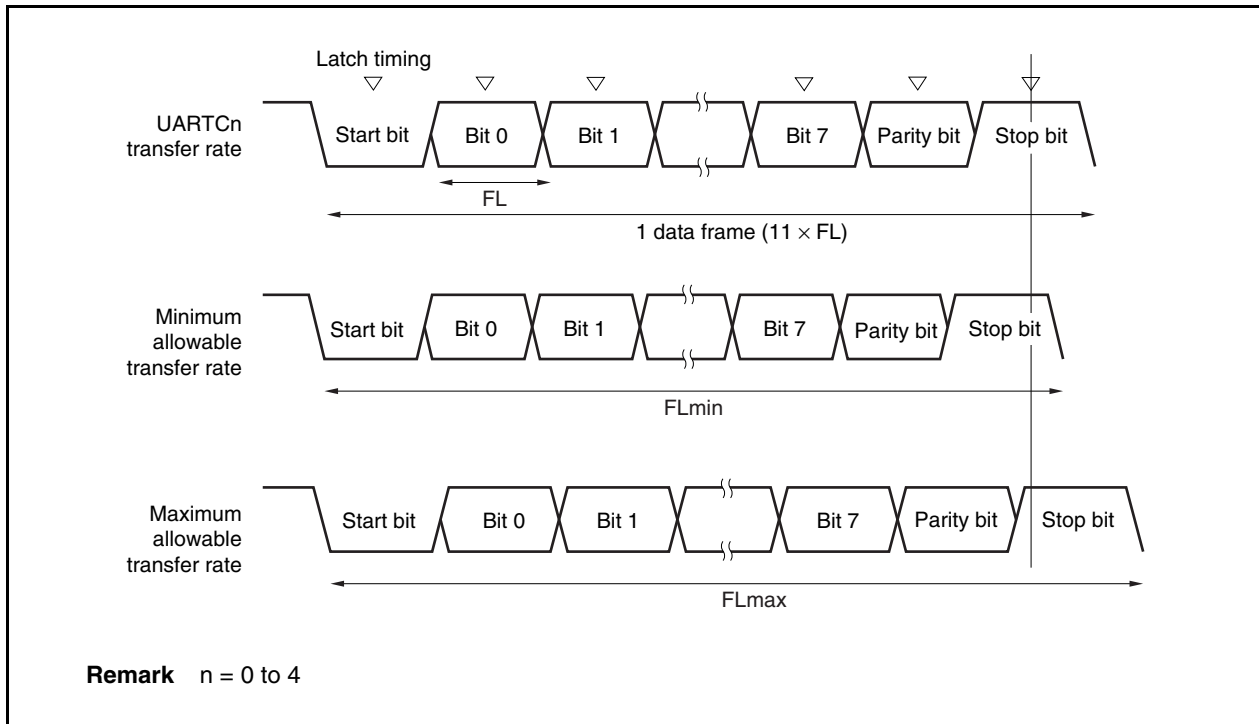 Latch timing
UARTCn
transfer rate
Start bit Bit 0 Bit 1 Bit 7 Parity bit Stop bit
FL
1 data frame (11 × FL)
Minimum
allowable
transfer rate
Start bit Bit 0 Bit 1 Bit 7 Parity bit Stop bit
FLmin
Maximum
allowable
transfer rate
Start bit Bit 0 Bit 1 Bit 7 Parity bit Stop bit
FLmax
Remark n = 0 to 4